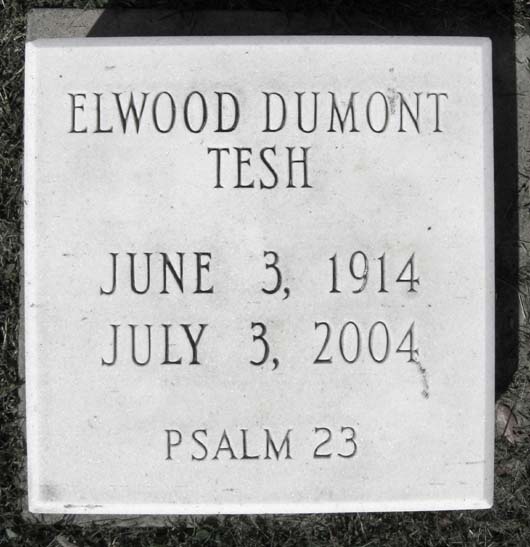 ELWOOD DUMONT
TESH
JUNE 3, 1914
JULY 3, 2004
PSALM 23